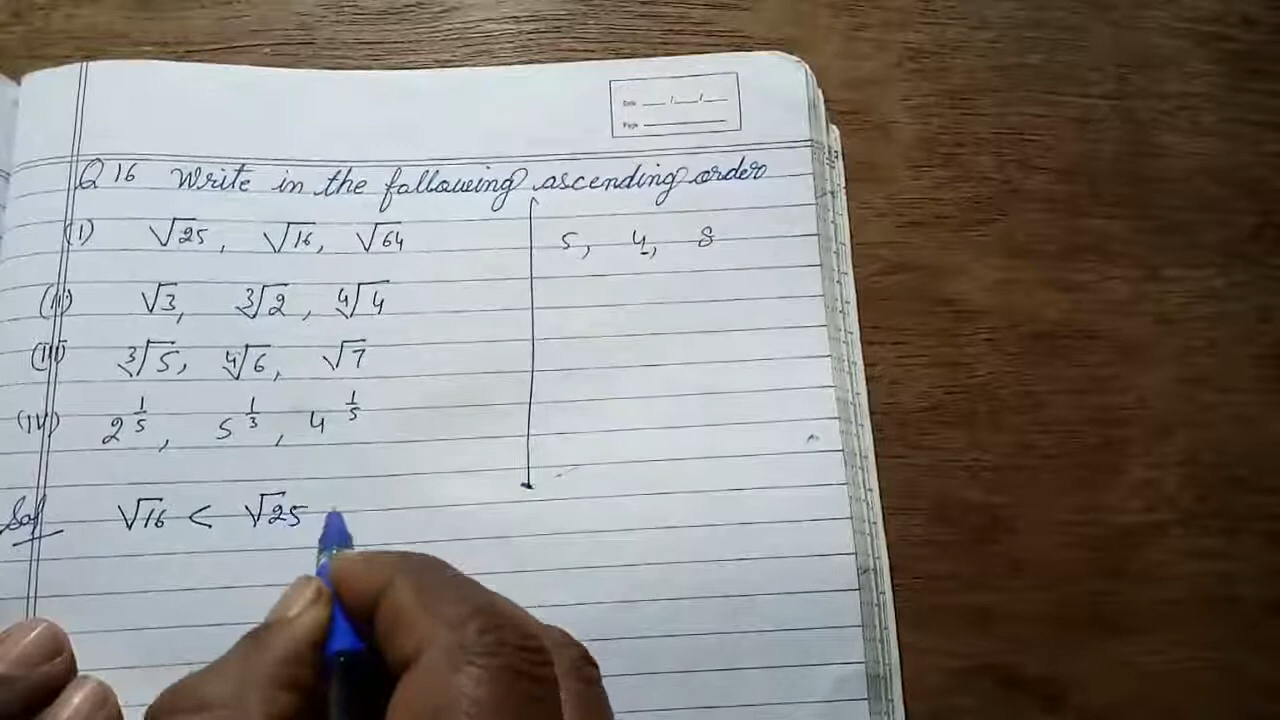 Date ___/___/___
Page
Q16 Write in the following ascending order
(I) √25, √16, √64
5, 4, 8
(II) √3, ∛2, ∜4
(III) ∛5, ∜6, √7
(IV) 2^1/5, 5^1/3, 4^1/5
Sol √16 < √25